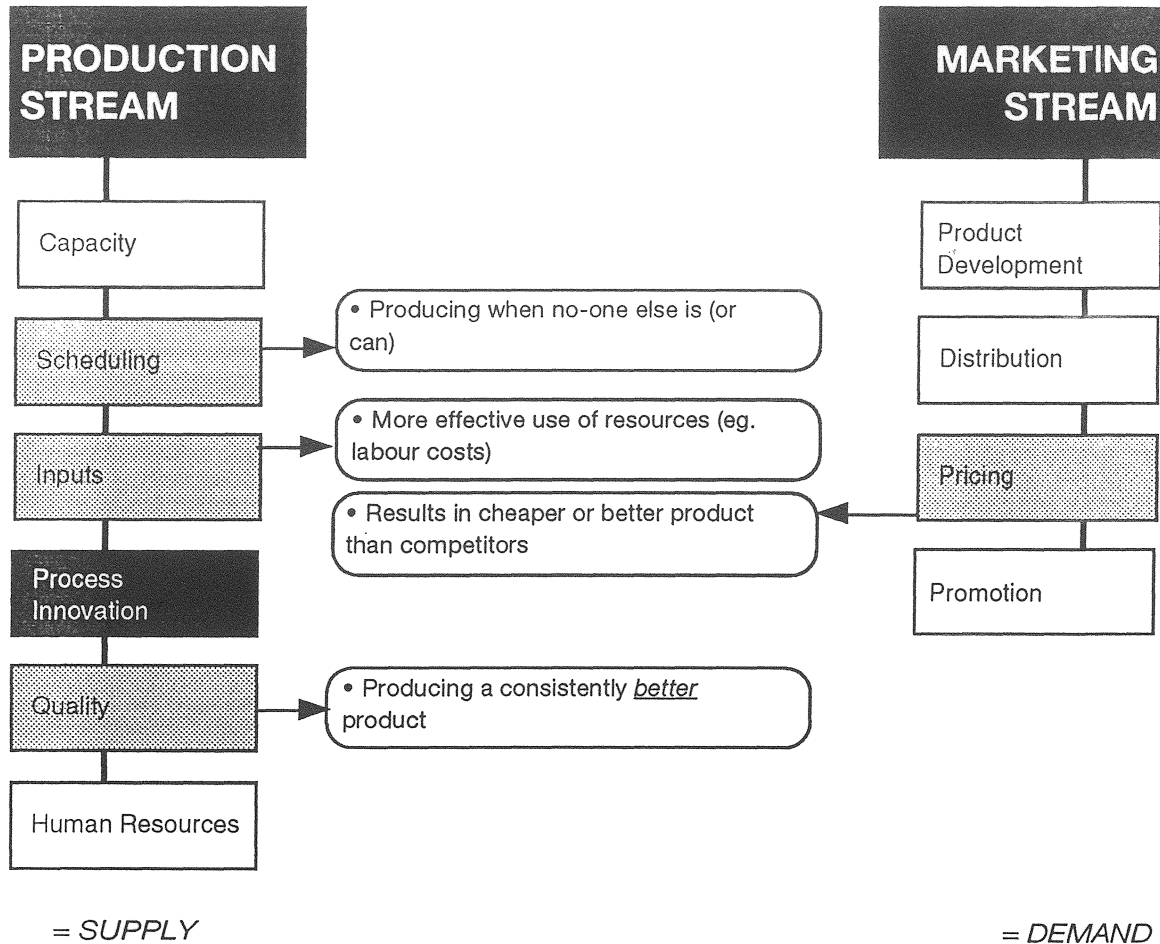 PRODUCTION
STREAM
Capacity
Scheduling
Inputs
Process
Innovation
Quality
Human Resources
= SUPPLY
• Producing when no-one else is (or
can)
• More effective use of resources (eg.
labour costs)
• Results in cheaper or better product
than competitors
• Producing a consistently better
product
MARKETING
STREAM
Product
Development
Distribution
Pricing
Promotion
= DEMAND